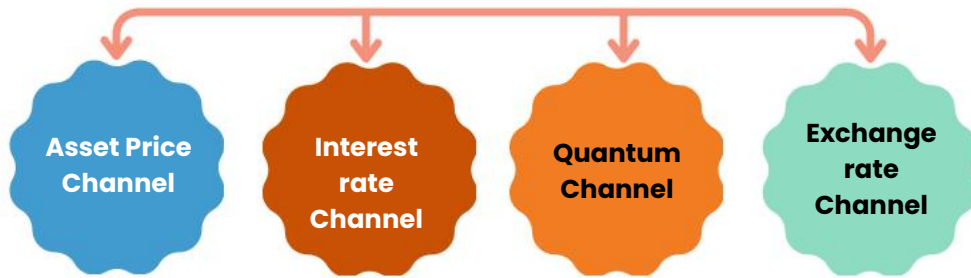 Asset Price
Channel
Interest
rate
Channel
Quantum
Channel
Exchange
rate
Channel